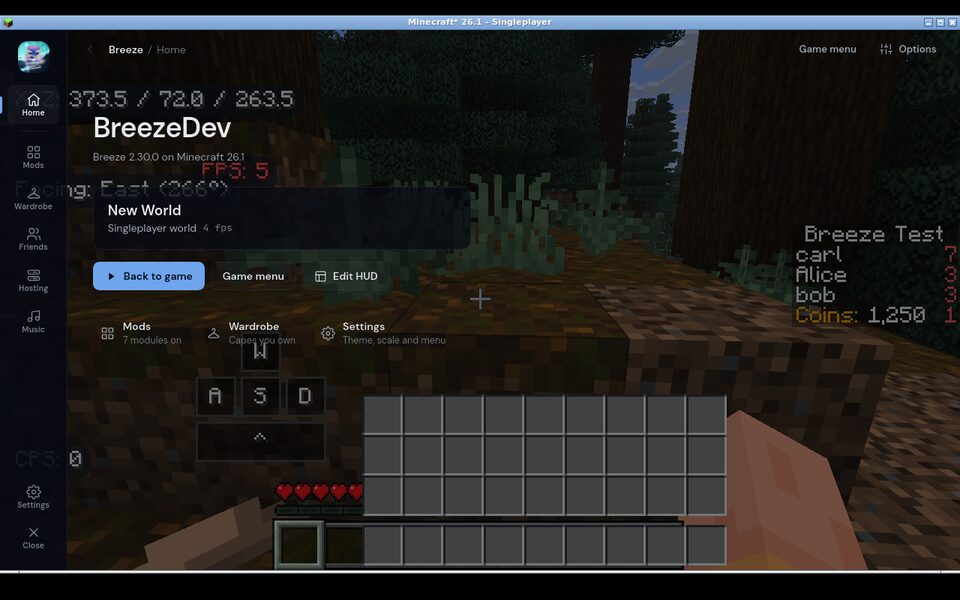 Minecraft* 26.1 - Singleplayer
Breeze / Home
Game menu
Options
Home
373.5 / 72.0 / 263.5
BreezeDev
Breeze 2.30.0 on Minecraft 26.1
FPS: 5
Mods
Facing: East (266°)
Wardrobe
New World
Singleplayer world 4 fps
Friends
Breeze Test
carl 7
Alice 3
bob 3
Coins: 1,250 1
Hosting
Back to game
Game menu
Edit HUD
Music
Mods
7 modules on
Wardrobe
Capes you own
Settings
Theme, scale and menu
W
A S D
^
CPS: 0
Settings
Close